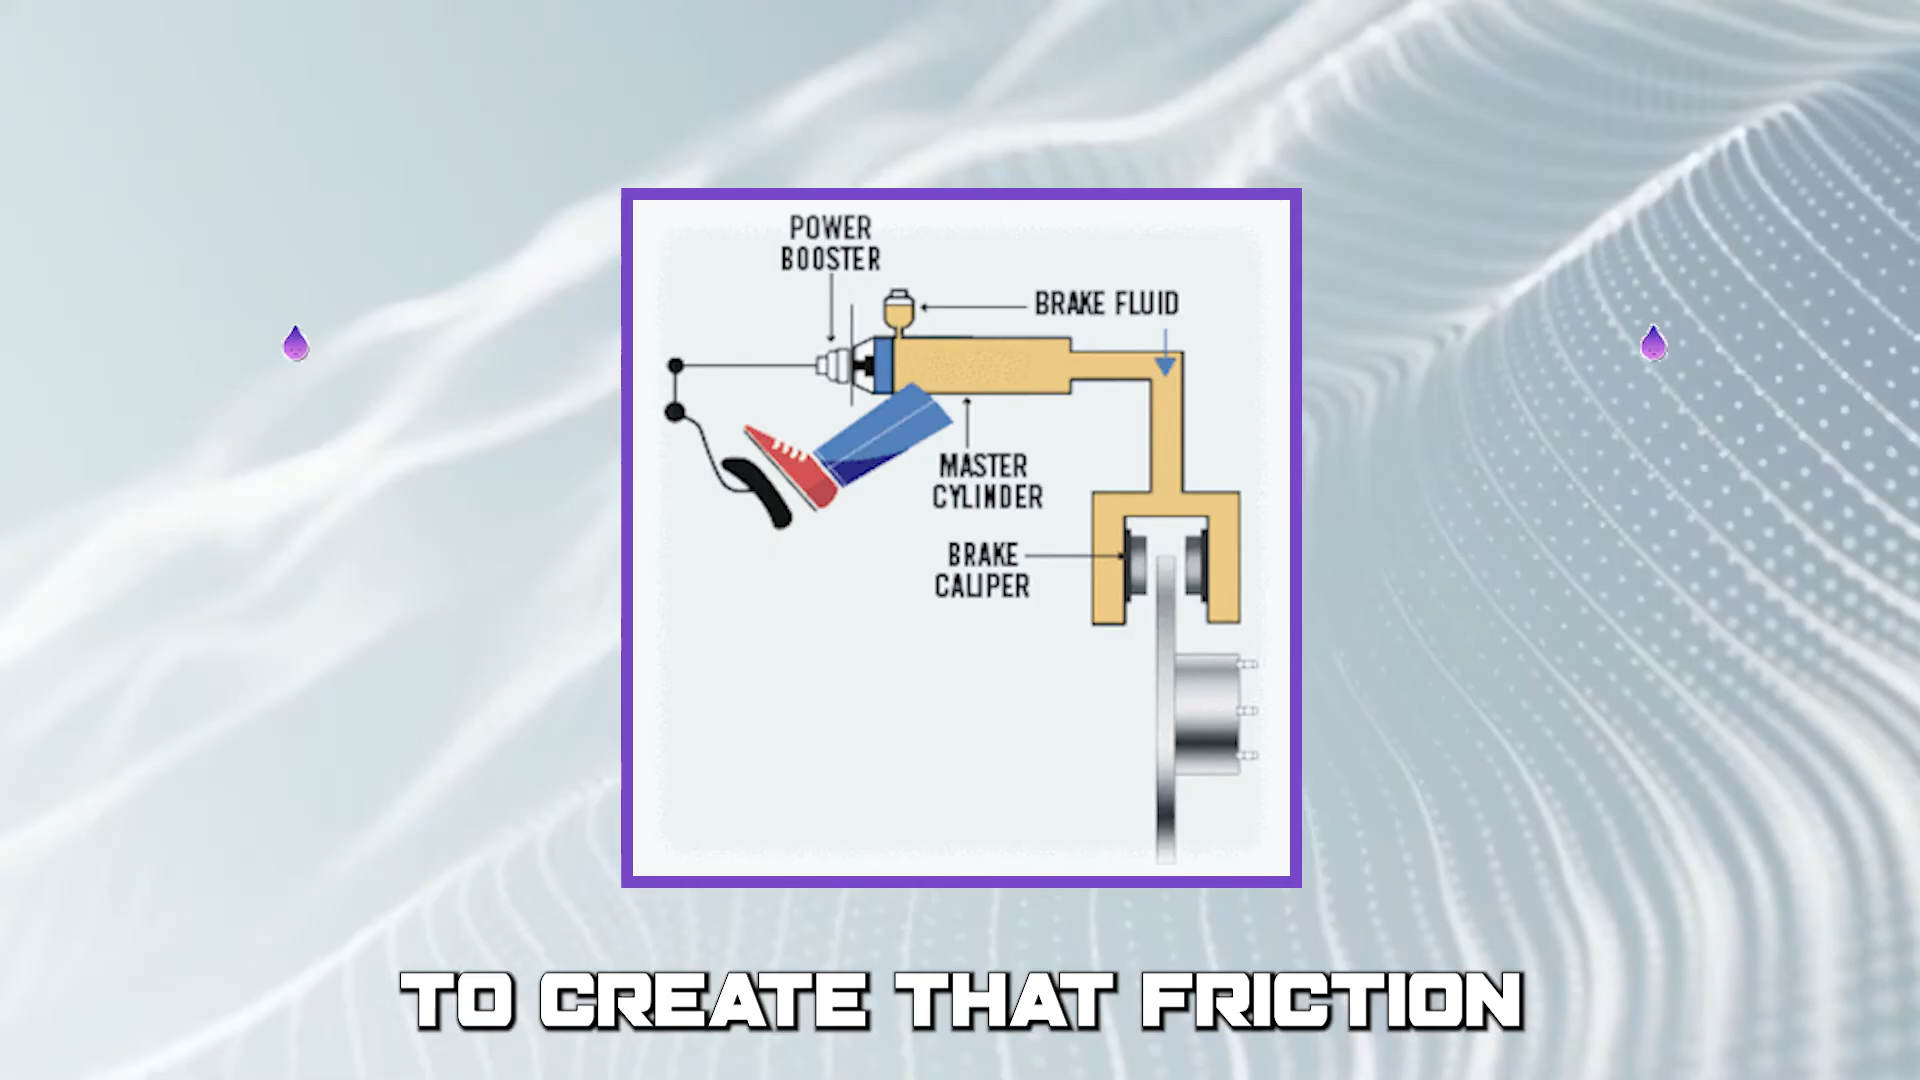 POWER
BOOSTER
BRAKE FLUID
MASTER
CYLINDER
BRAKE
CALIPER
TO CREATE THAT FRICTION